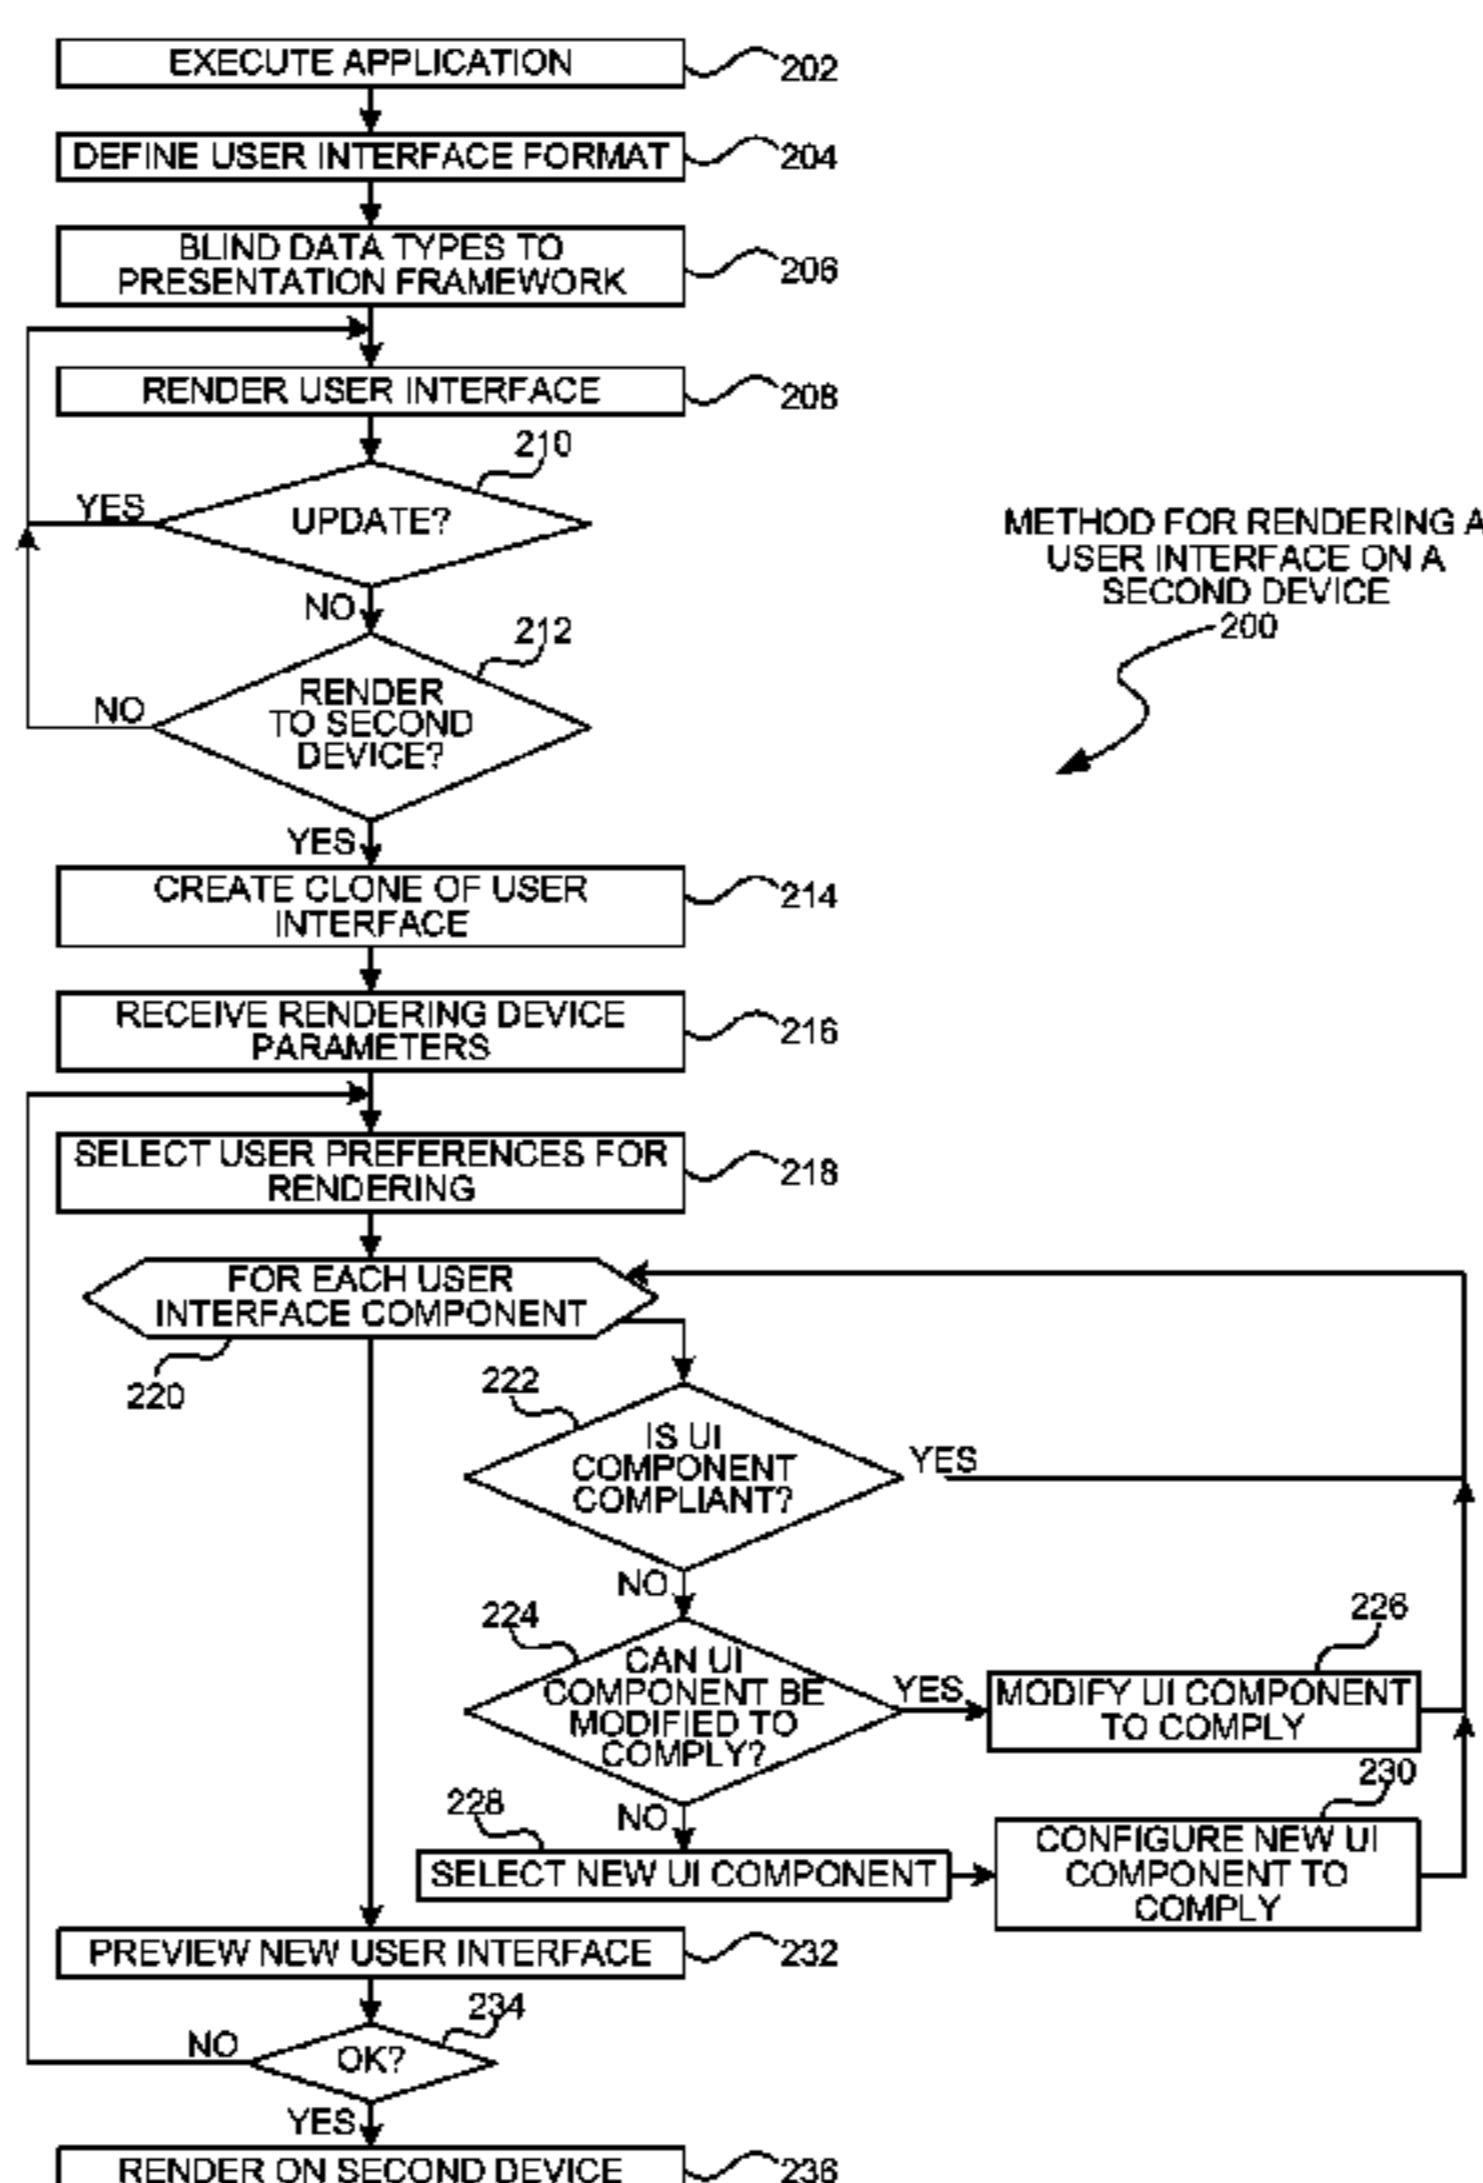 EXECUTE APPLICATION
202
DEFINE USER INTERFACE FORMAT
204
BLIND DATA TYPES TO
PRESENTATION FRAMEWORK
206
RENDER USER INTERFACE
208
210
YES
UPDATE?
NO
METHOD FOR RENDERING A
USER INTERFACE ON A
SECOND DEVICE
200
212
NO
RENDER
TO SECOND
DEVICE?
YES
CREATE CLONE OF USER
INTERFACE
214
RECEIVE RENDERING DEVICE
PARAMETERS
216
SELECT USER PREFERENCES FOR
RENDERING
218
FOR EACH USER
INTERFACE COMPONENT
220
222
IS UI
COMPONENT
COMPLIANT?
YES
NO
224
CAN UI
COMPONENT BE
MODIFIED TO
COMPLY?
YES
226
MODIFY UI COMPONENT
TO COMPLY
NO
228
SELECT NEW UI COMPONENT
230
CONFIGURE NEW UI
COMPONENT TO
COMPLY
PREVIEW NEW USER INTERFACE
232
234
NO
OK?
YES
RENDER ON SECOND DEVICE
236